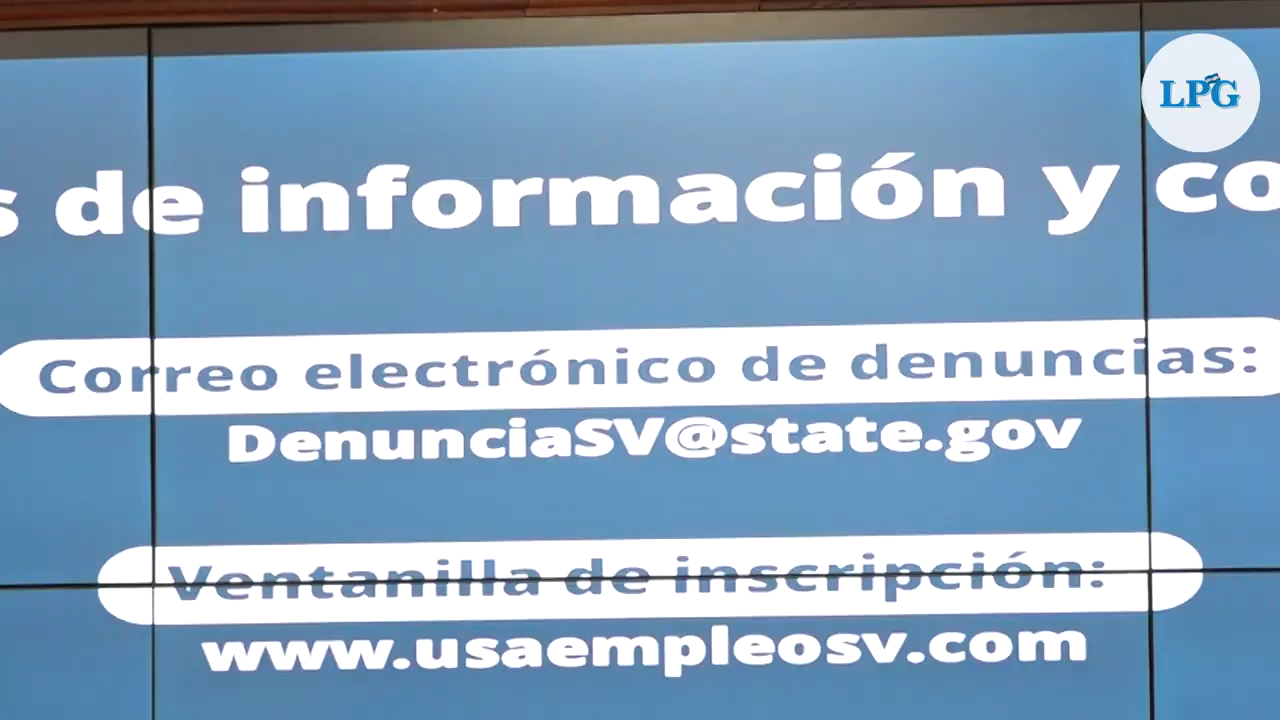 LPG
de información y
Correo electrónico de denuncias:
DenunciaSV@state.gov
Ventanilla de inscripción:
www.usaempleosv.com